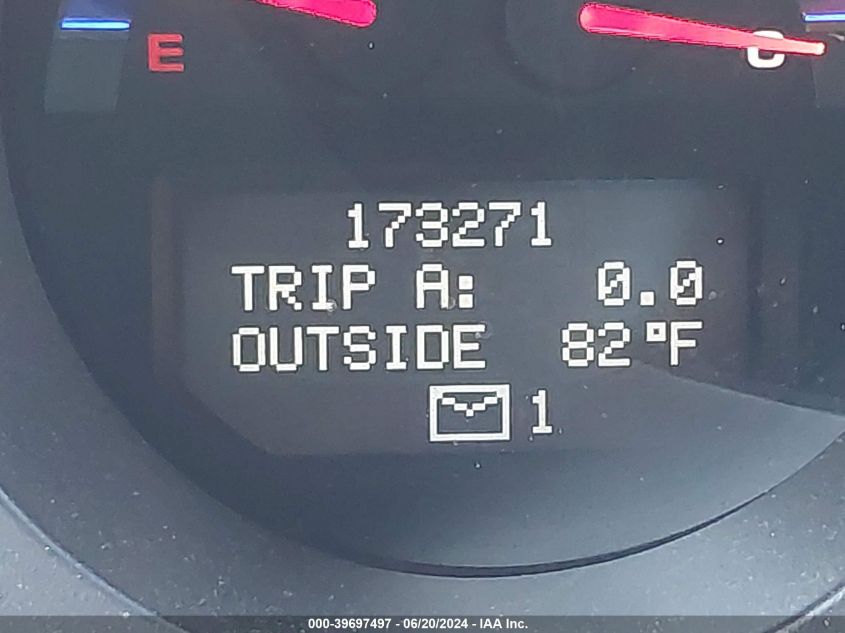 E C
173271
TRIP A: 0.0
OUTSIDE 82°F
1
000-39697497 - 06/20/2024 - IAA Inc.